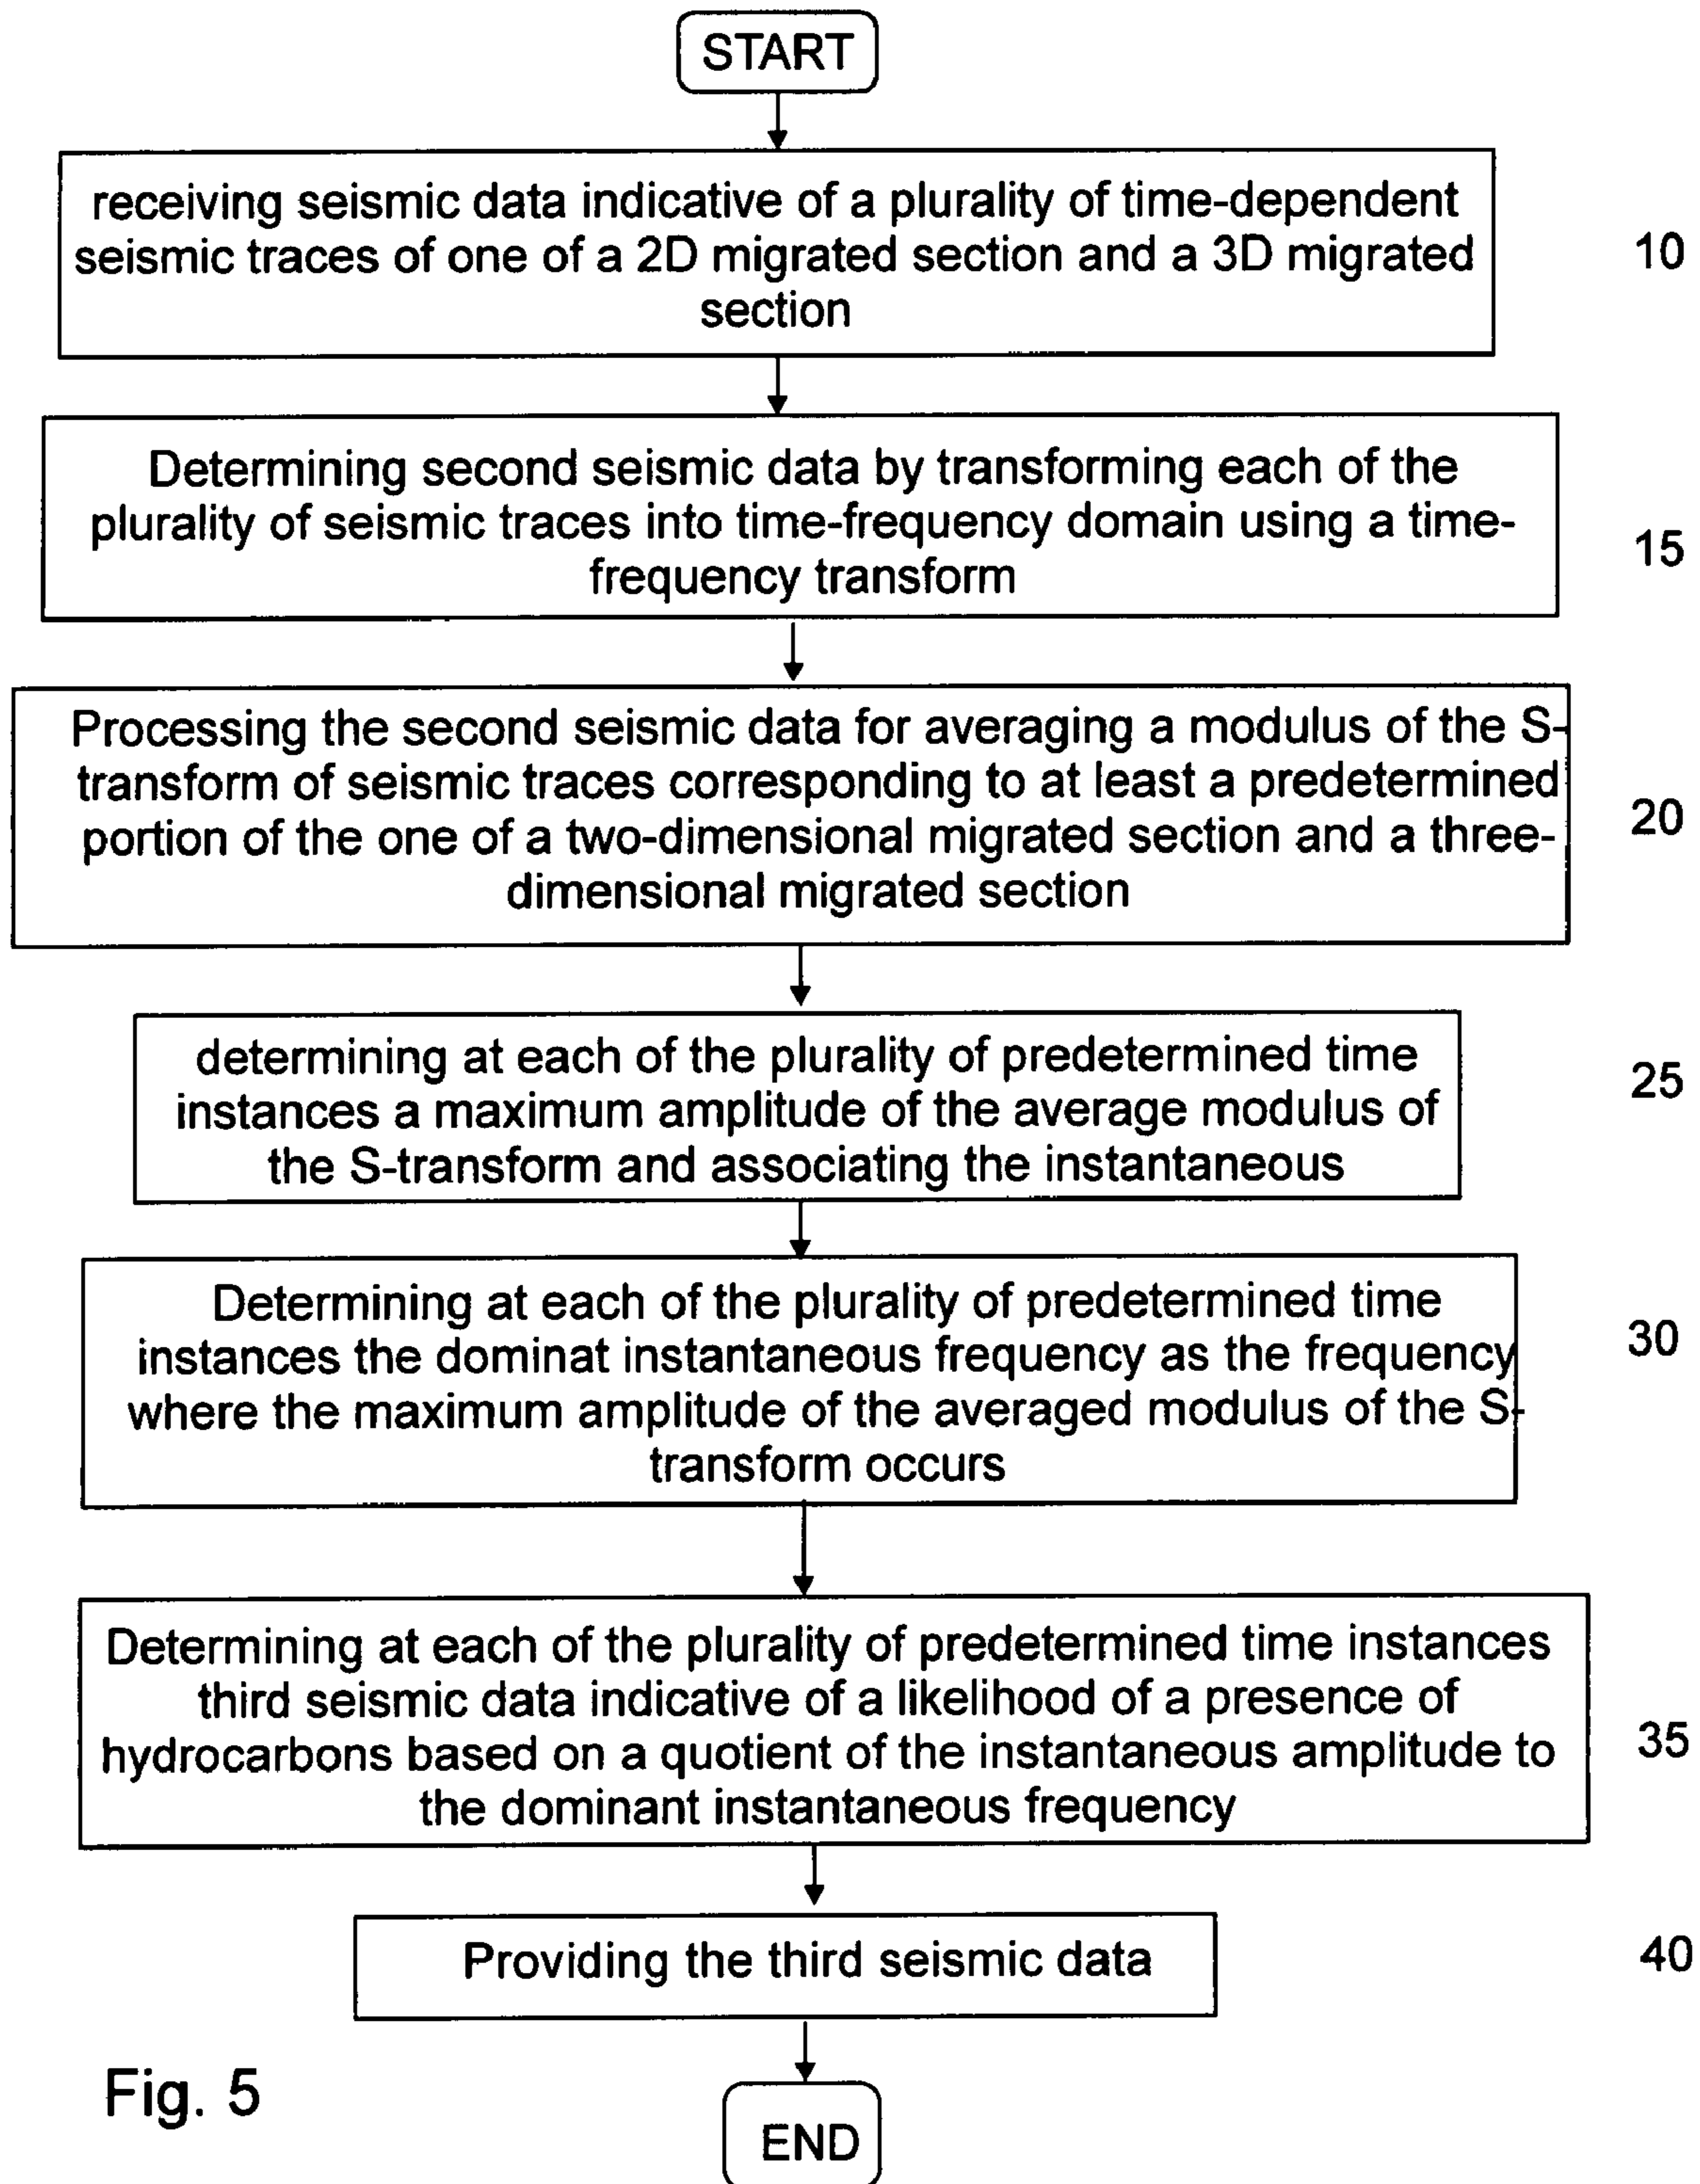 START
receiving seismic data indicative of a plurality of time-dependent
seismic traces of one of a 2D migrated section and a 3D migrated
section
10
Determining second seismic data by transforming each of the
plurality of seismic traces into time-frequency domain using a time-
frequency transform
15
Processing the second seismic data for averaging a modulus of the S-
transform of seismic traces corresponding to at least a predetermined
portion of the one of a two-dimensional migrated section and a three-
dimensional migrated section
20
determining at each of the plurality of predetermined time
instances a maximum amplitude of the average modulus of
the S-transform and associating the instantaneous
25
Determining at each of the plurality of predetermined time
instances the dominat instantaneous frequency as the frequency
where the maximum amplitude of the averaged modulus of the S-
transform occurs
30
Determining at each of the plurality of predetermined time instances
third seismic data indicative of a likelihood of a presence of
hydrocarbons based on a quotient of the instantaneous amplitude to
the dominant instantaneous frequency
35
Providing the third seismic data
40
Fig. 5
END